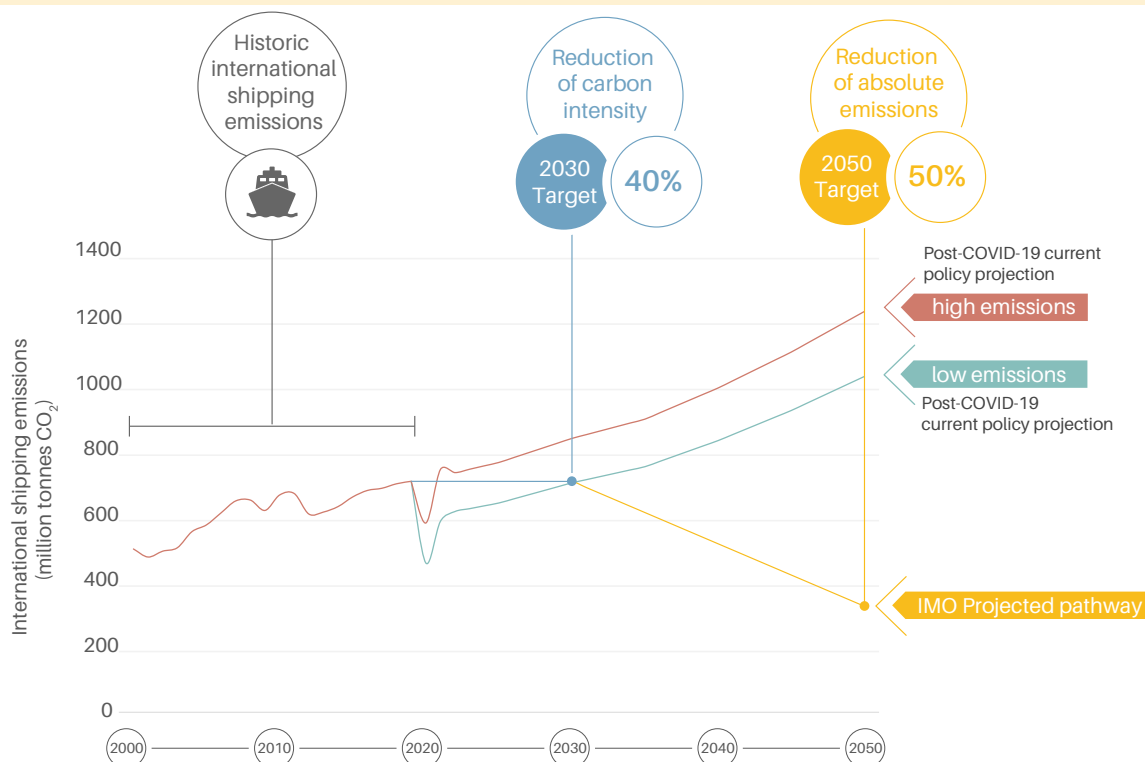 Historic
international
shipping
emissions
Reduction
of carbon
intensity
2030
Target
40%
Reduction
of absolute
emissions
2050
Target
50%
International shipping emissions
(million tonnes CO₂)
1400
1200
1000
800
600
400
200
0
Post-COVID-19 current
policy projection
high emissions
low emissions
Post-COVID-19
current policy projection
IMO Projected pathway
2000
2010
2020
2030
2040
2050